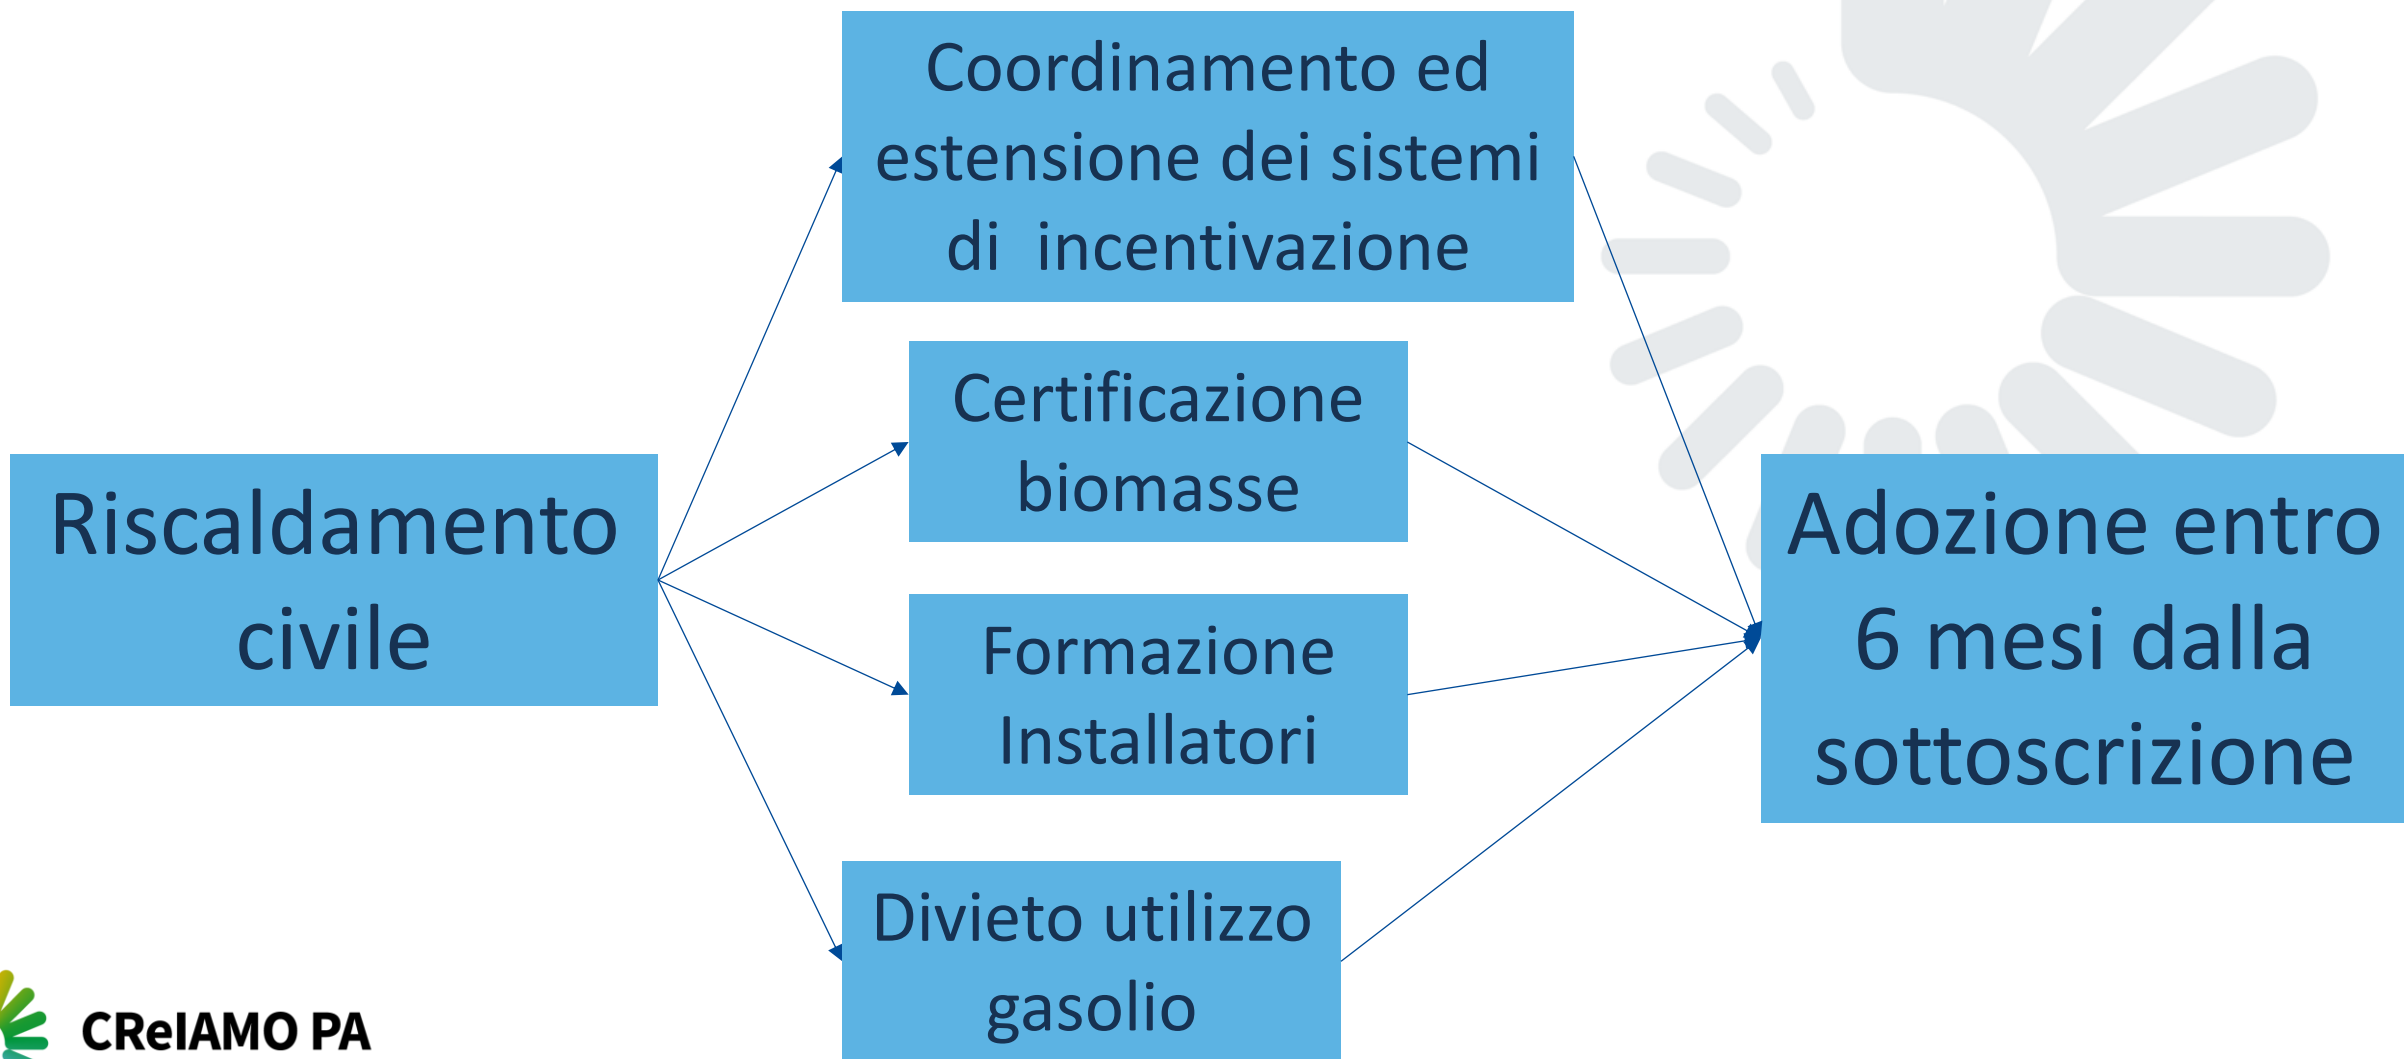 Riscaldamento
civile
Coordinamento ed
estensione dei sistemi
di  incentivazione
Certificazione
biomasse
Formazione
Installatori
Divieto utilizzo
gasolio
Adozione entro
6 mesi dalla
sottoscrizione
CReIAMO PA